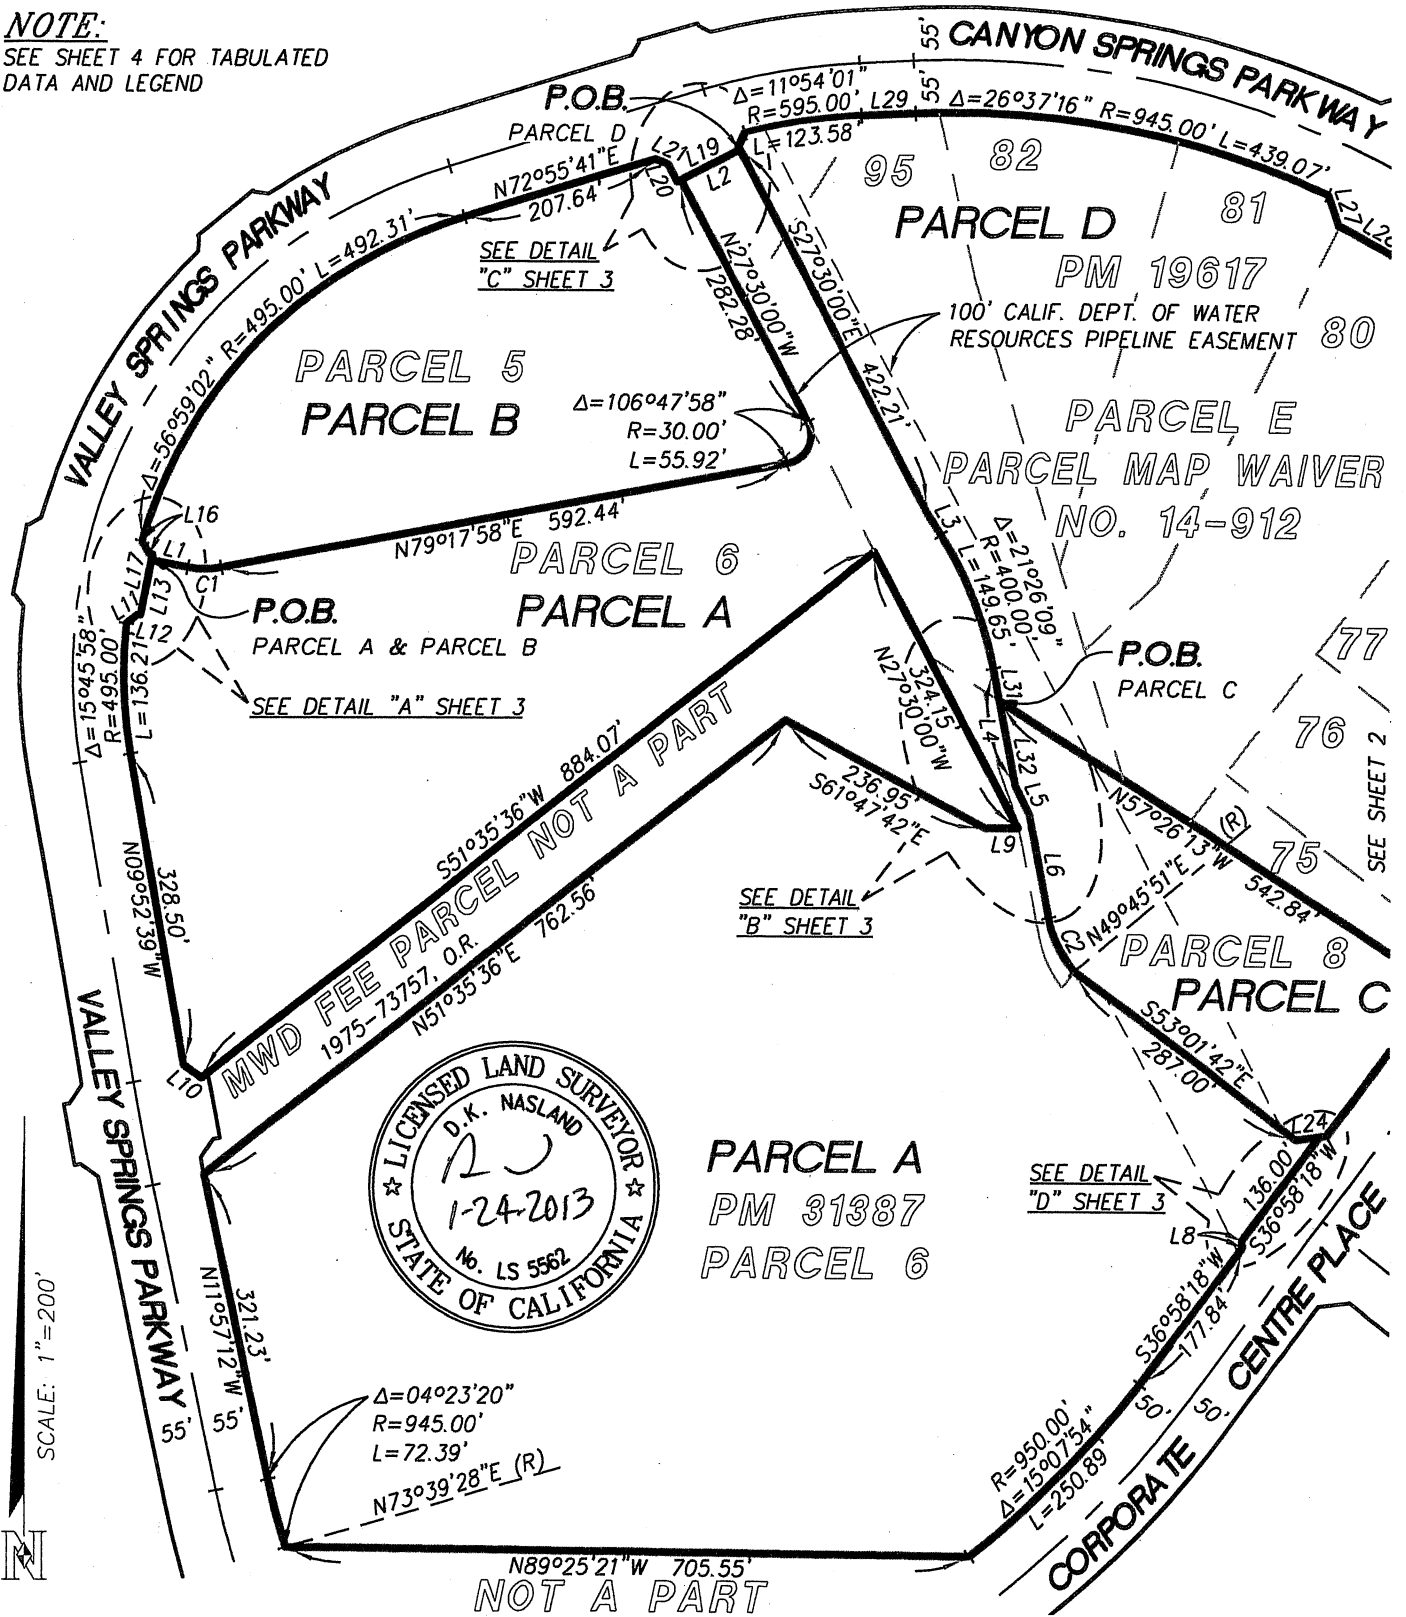 NOTE:
SEE SHEET 4 FOR TABULATED
DATA AND LEGEND
CANYON SPRINGS PARKWAY
55'
55'
P.O.B.
PARCEL D
Δ=11°54'01"
R=595.00'
L=123.58'
L29
Δ=26°37'16" R=945.00' L=439.07'
L27
L21
L19
L20
L2
N72°55'41"E
207.64'
SEE DETAIL
"C" SHEET 3
95
82
81
80
PARCEL D
PM 19617
100' CALIF. DEPT. OF WATER
RESOURCES PIPELINE EASEMENT
VALLEY SPRINGS PARKWAY
Δ=56°59'02" R=495.00' L=492.31'
N27°30'00"W
282.28'
S27°30'00"E
422.21'
PARCEL 5
PARCEL B
Δ=106°47'58"
R=30.00'
L=55.92'
PARCEL E
PARCEL MAP WAIVER
NO. 14-912
L16
L1
C1
L17
L13
L11
L12
N79°17'58"E 592.44'
PARCEL 6
PARCEL A
L3
Δ=21°26'09"
R=400.00'
L=149.65'
P.O.B.
PARCEL A & PARCEL B
SEE DETAIL "A" SHEET 3
P.O.B.
PARCEL C
77
76
75
SEE SHEET 2
Δ=15°45'58"
R=495.00'
L=136.21'
L31
L4
L32
L5
L6
L9
C2
324.15'
N27°30'00"W
236.95'
S61°47'42"E
N57°26'13"W
542.84'
N49°45'51"E (R)
S51°35'36"W 884.07'
MWD FEE PARCEL NOT A PART
1975-73757, O.R.
N51°35'36"E 762.56'
SEE DETAIL
"B" SHEET 3
N09°52'39"W
328.50'
L10
PARCEL 8
PARCEL C
S53°01'42"E
287.00'
L24
VALLEY SPRINGS PARKWAY
LICENSED LAND SURVEYOR
D.K. NASLAND
1-24-2013
No. LS 5562
STATE OF CALIFORNIA
PARCEL A
PM 31387
PARCEL 6
SEE DETAIL
"D" SHEET 3
L8
136.00'
S36°58'18"W
S36°58'18"W
177.84'
SCALE: 1"=200'
N
N11°57'12"W
321.23'
55'
55'
Δ=04°23'20"
R=945.00'
L=72.39'
N73°39'28"E (R)
R=950.00'
Δ=15°07'54"
L=250.89'
50'
50'
CORPORATE CENTRE PLACE
N89°25'21"W 705.55'
NOT A PART